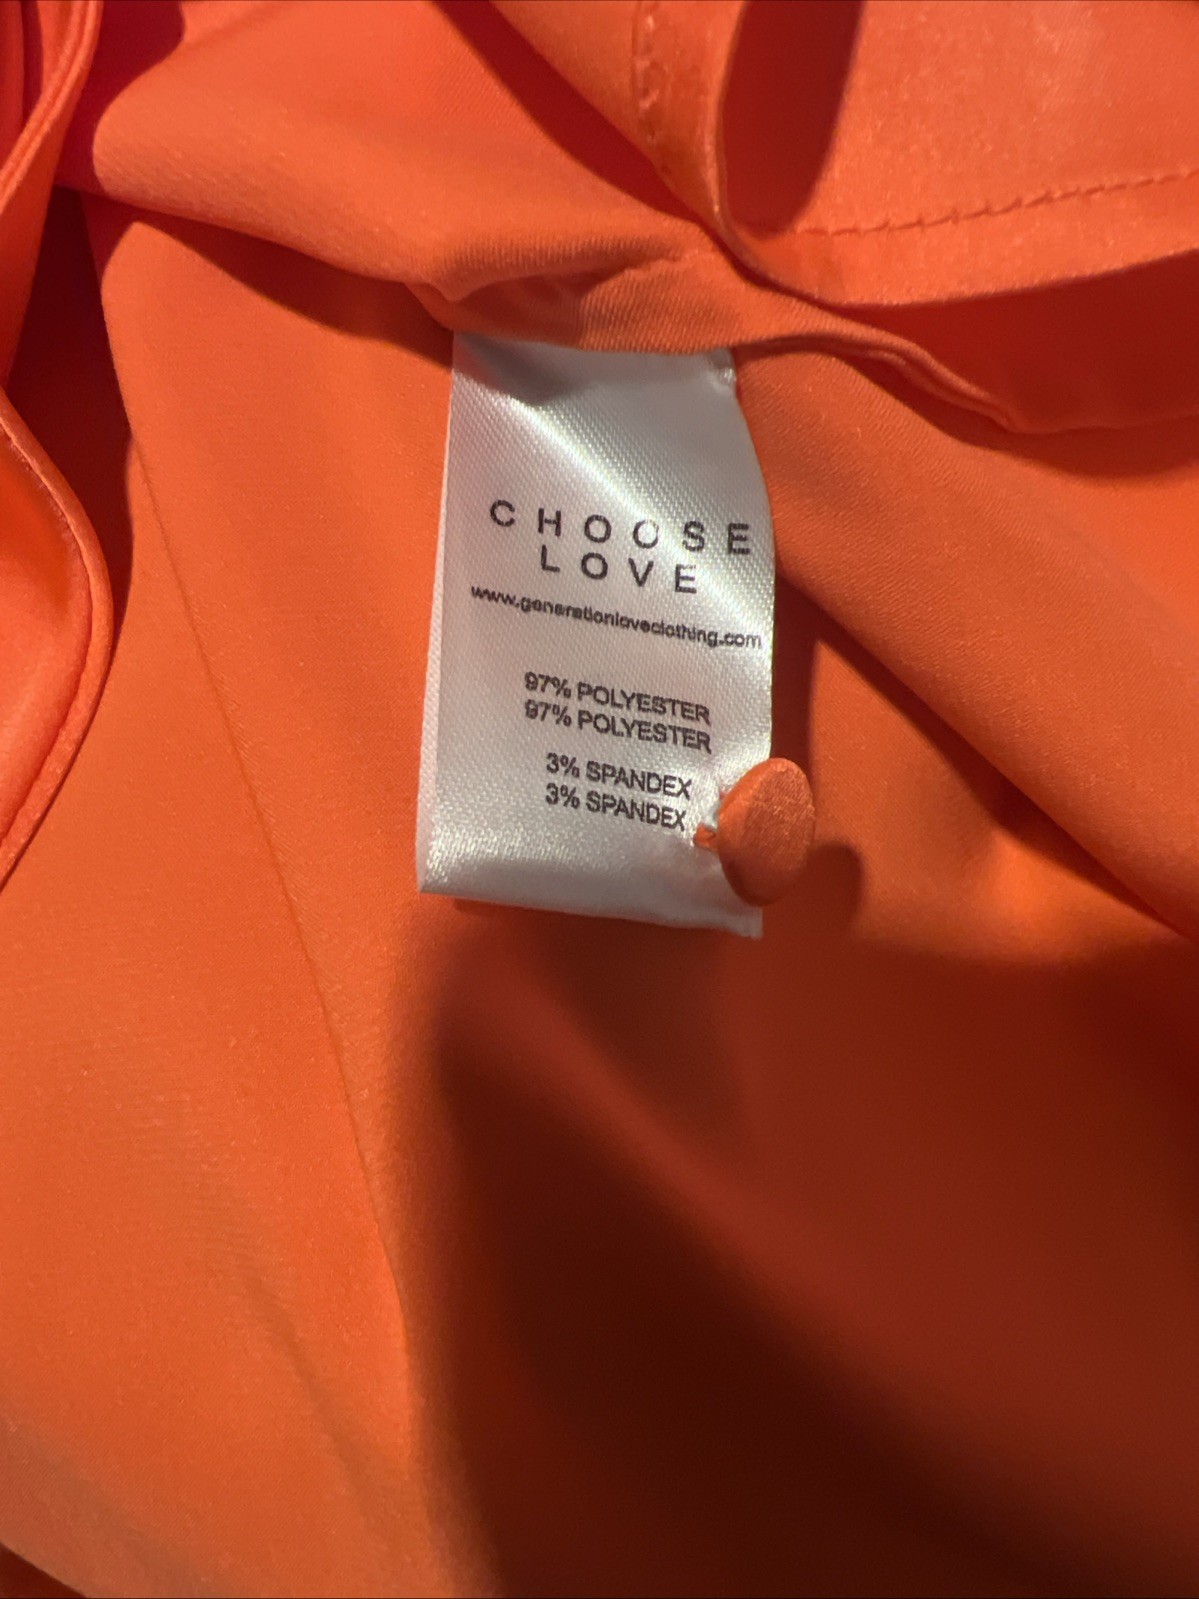 CHOOSE
LOVE
www.generationloveclothing.com
97% POLYESTER
97% POLYESTER
3% SPANDEX
3% SPANDEX